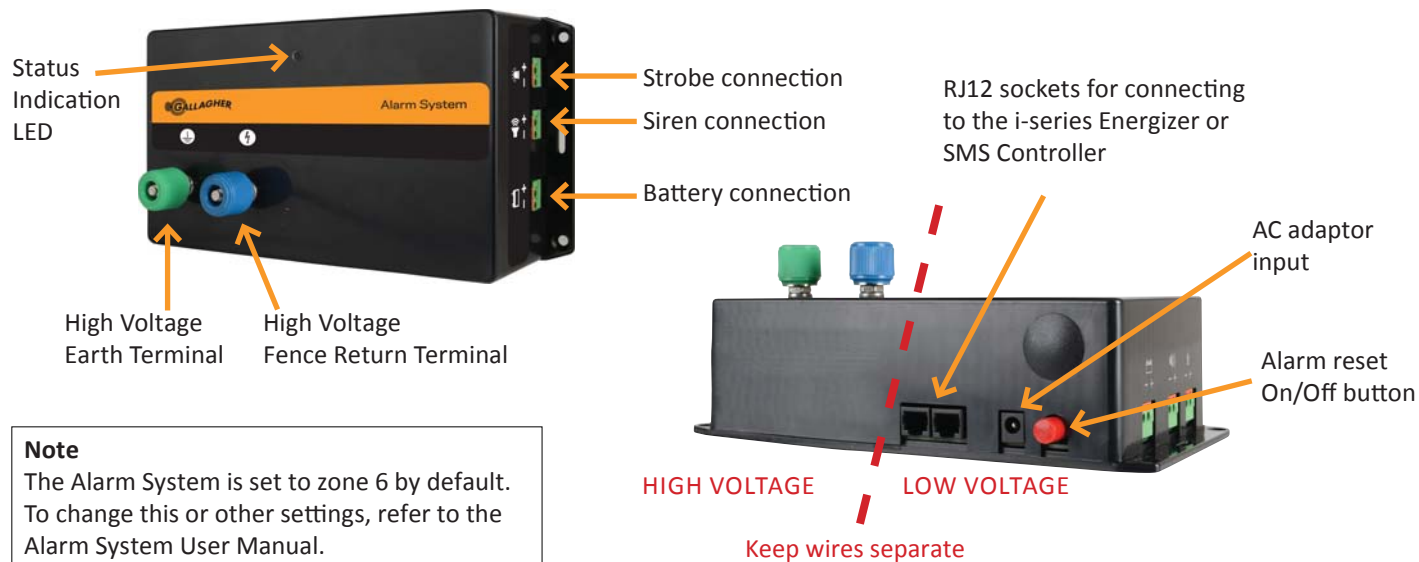 Status
Indication
LED
GALLAGHER
Alarm System
Strobe connection
Siren connection
Battery connection
High Voltage
Earth Terminal
High Voltage
Fence Return Terminal
RJ12 sockets for connecting
to the i-series Energizer or
SMS Controller
AC adaptor
input
Alarm reset
On/Off button
HIGH VOLTAGE
LOW VOLTAGE
Keep wires separate
Note
The Alarm System is set to zone 6 by default.
To change this or other settings, refer to the
Alarm System User Manual.